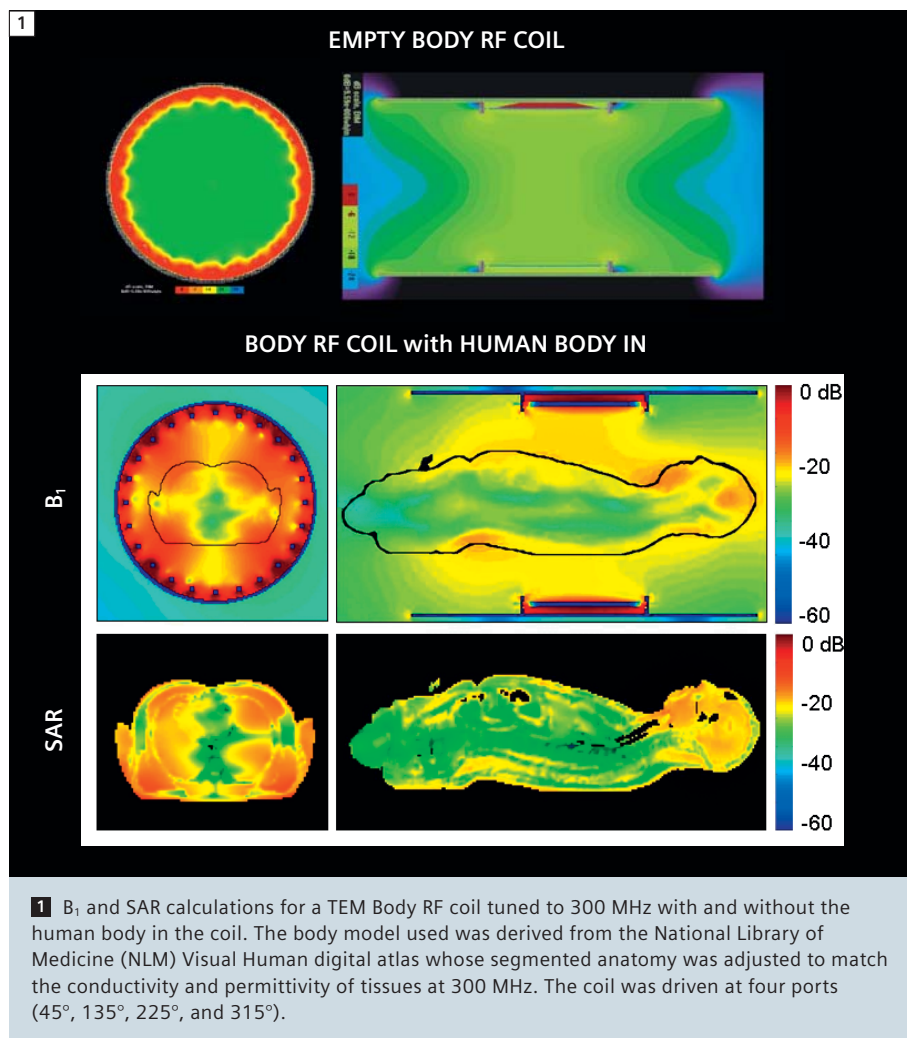 1
EMPTY BODY RF COIL
BODY RF COIL with HUMAN BODY IN
B₁
0 dB
-20
-40
-60
SAR
0 dB
-20
-40
-60
1 B₁ and SAR calculations for a TEM Body RF coil tuned to 300 MHz with and without the
human body in the coil. The body model used was derived from the National Library of
Medicine (NLM) Visual Human digital atlas whose segmented anatomy was adjusted to match
the conductivity and permittivity of tissues at 300 MHz. The coil was driven at four ports
(45°, 135°, 225°, and 315°).